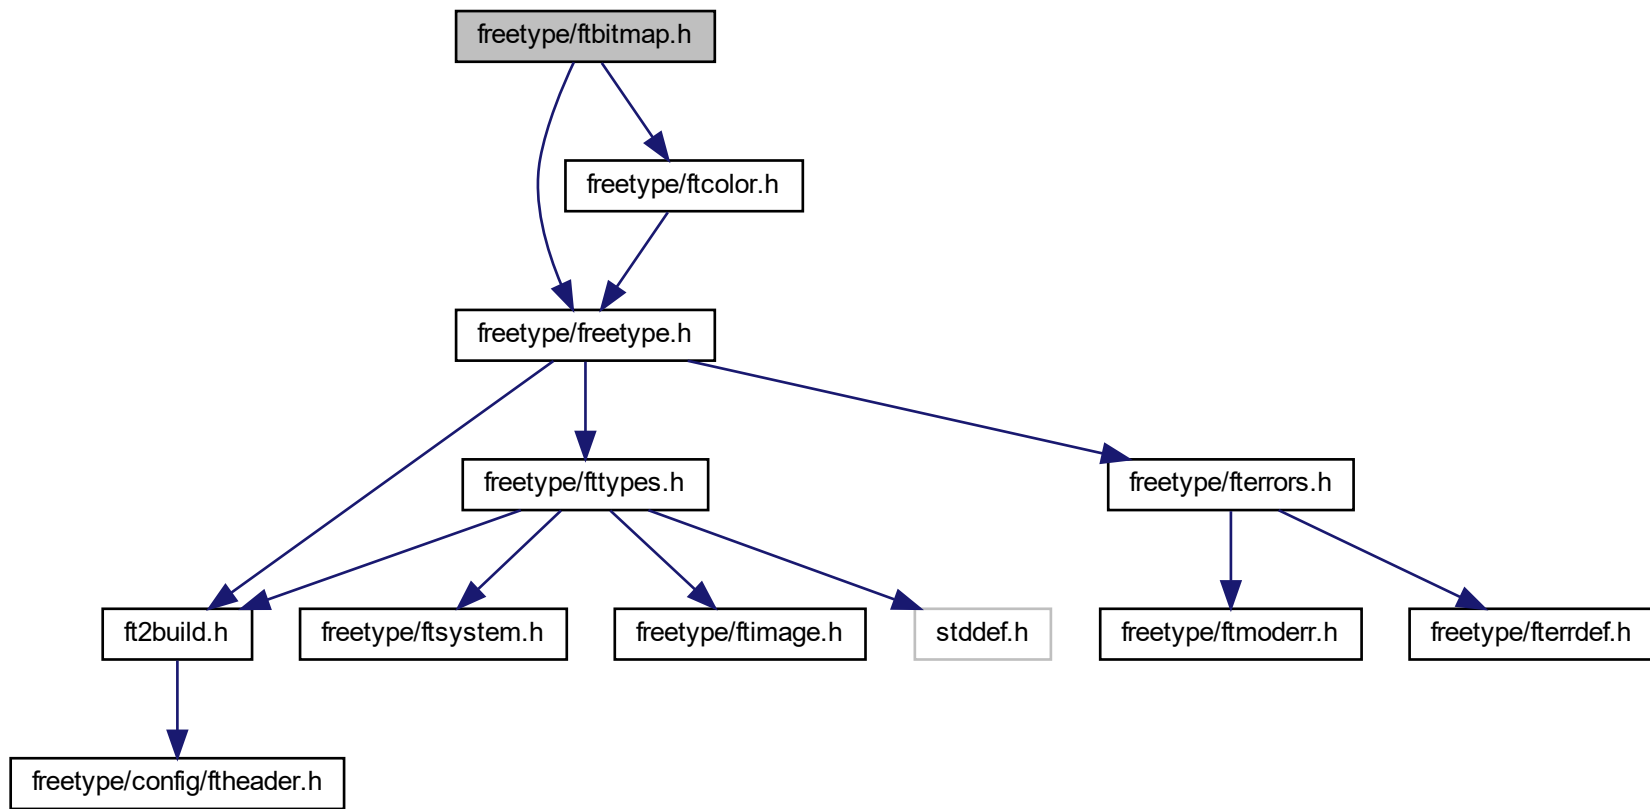 freetype/ftbitmap.h
freetype/ftcolor.h
freetype/freetype.h
freetype/fttypes.h
freetype/fterrors.h
ft2build.h
freetype/ftsystem.h
freetype/ftimage.h
stddef.h
freetype/ftmoderr.h
freetype/fterrdef.h
freetype/config/ftheader.h